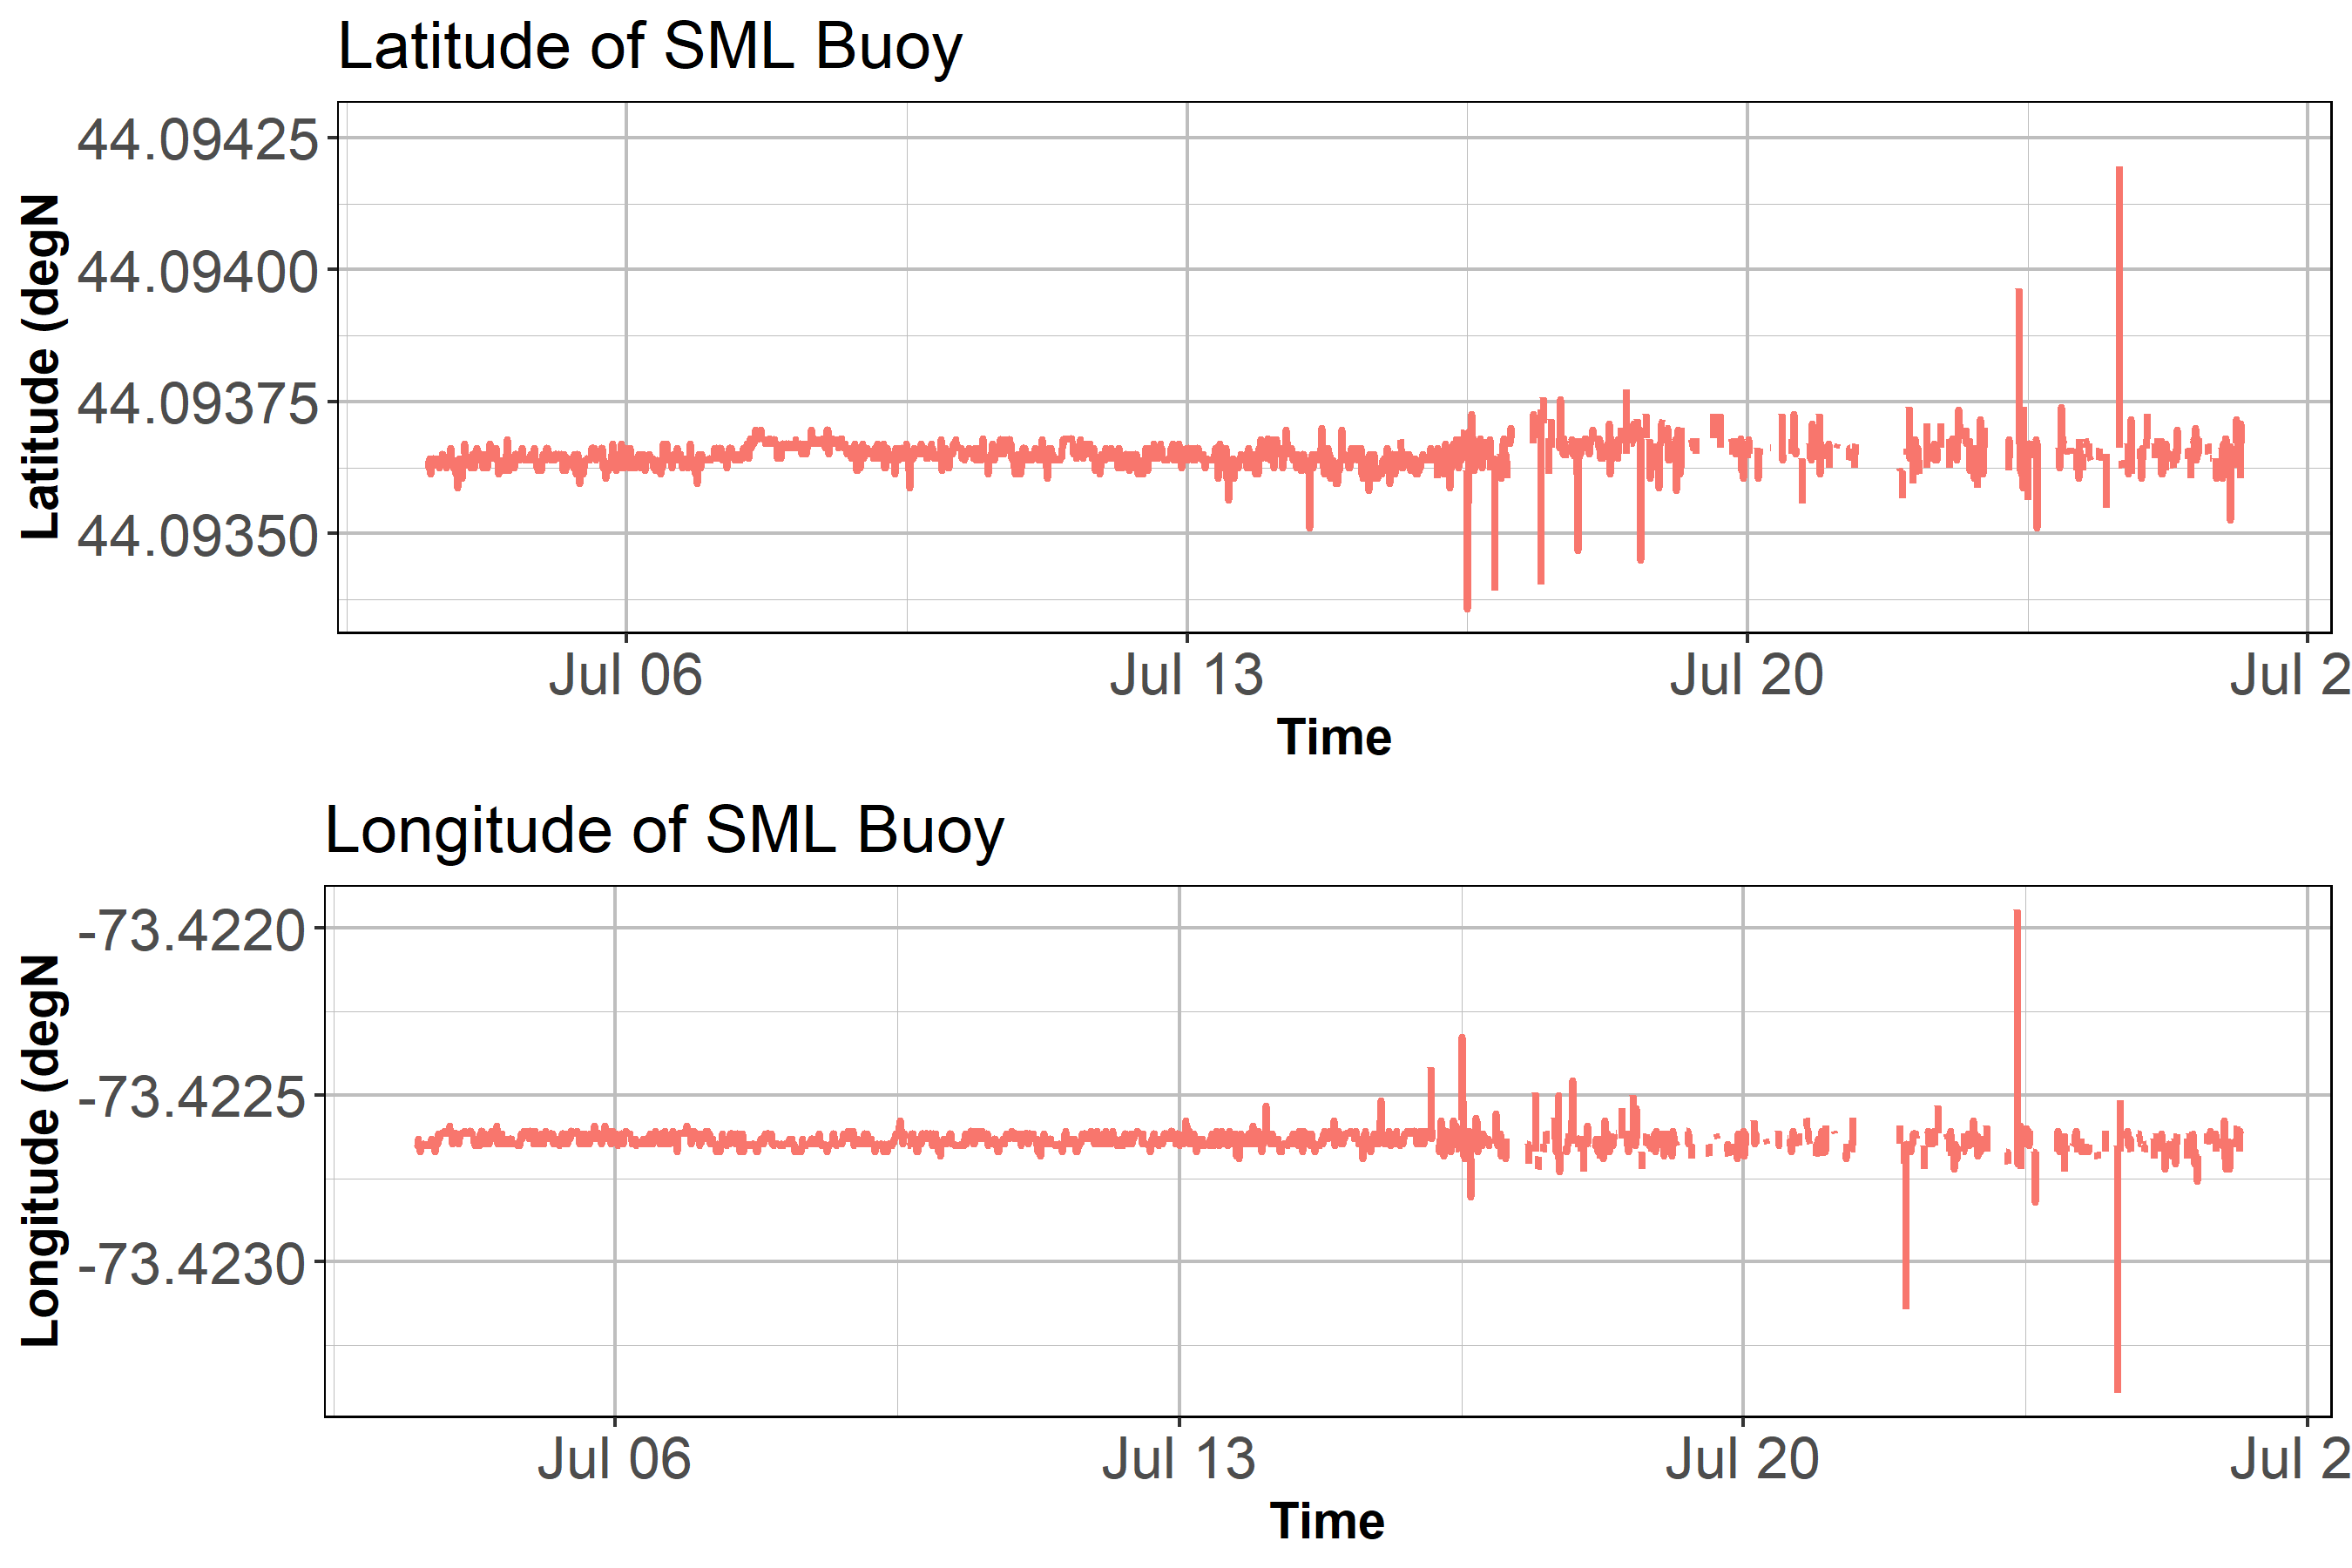 Latitude of SML Buoy
Latitude (degN
44.09425
44.09400
44.09375
44.09350
Jul 06 Jul 13 Jul 20 Jul 2
Time
Longitude of SML Buoy
Longitude (degN
-73.4220
-73.4225
-73.4230
Jul 06 Jul 13 Jul 20 Jul 2
Time